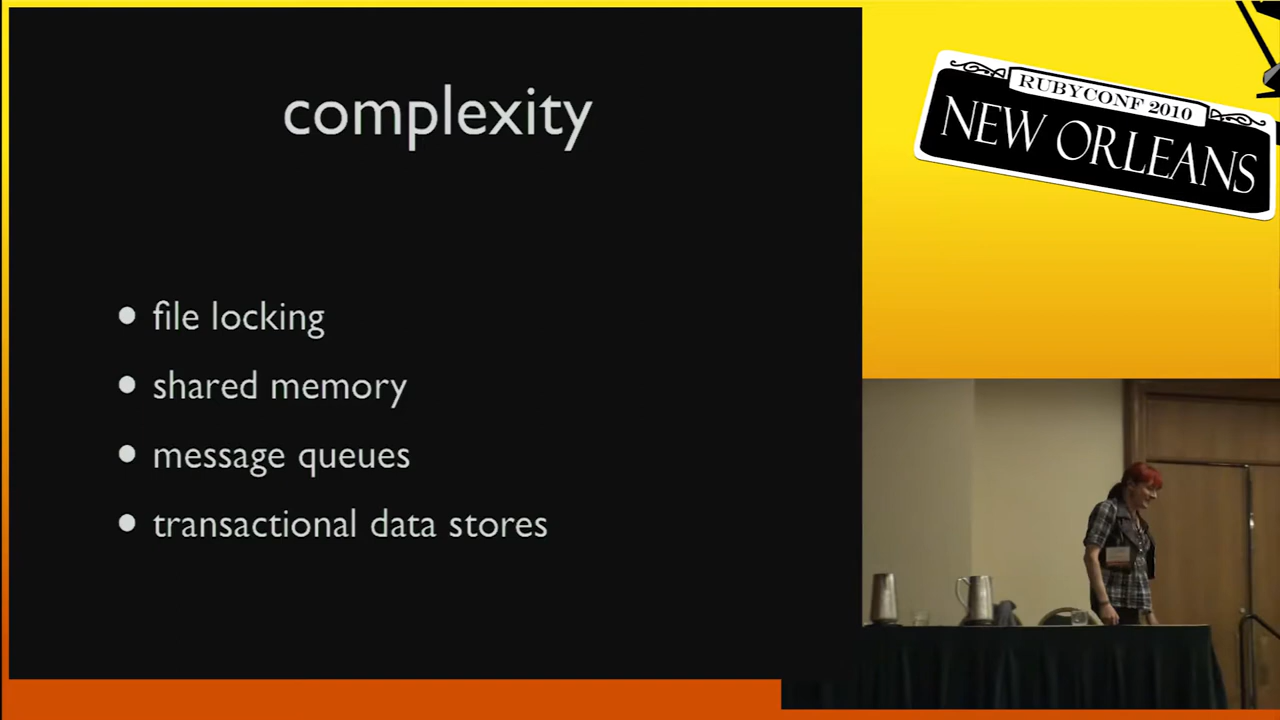 complexity
• file locking
• shared memory
• message queues
• transactional data stores
RUBYCONF 2010
NEW ORLEANS